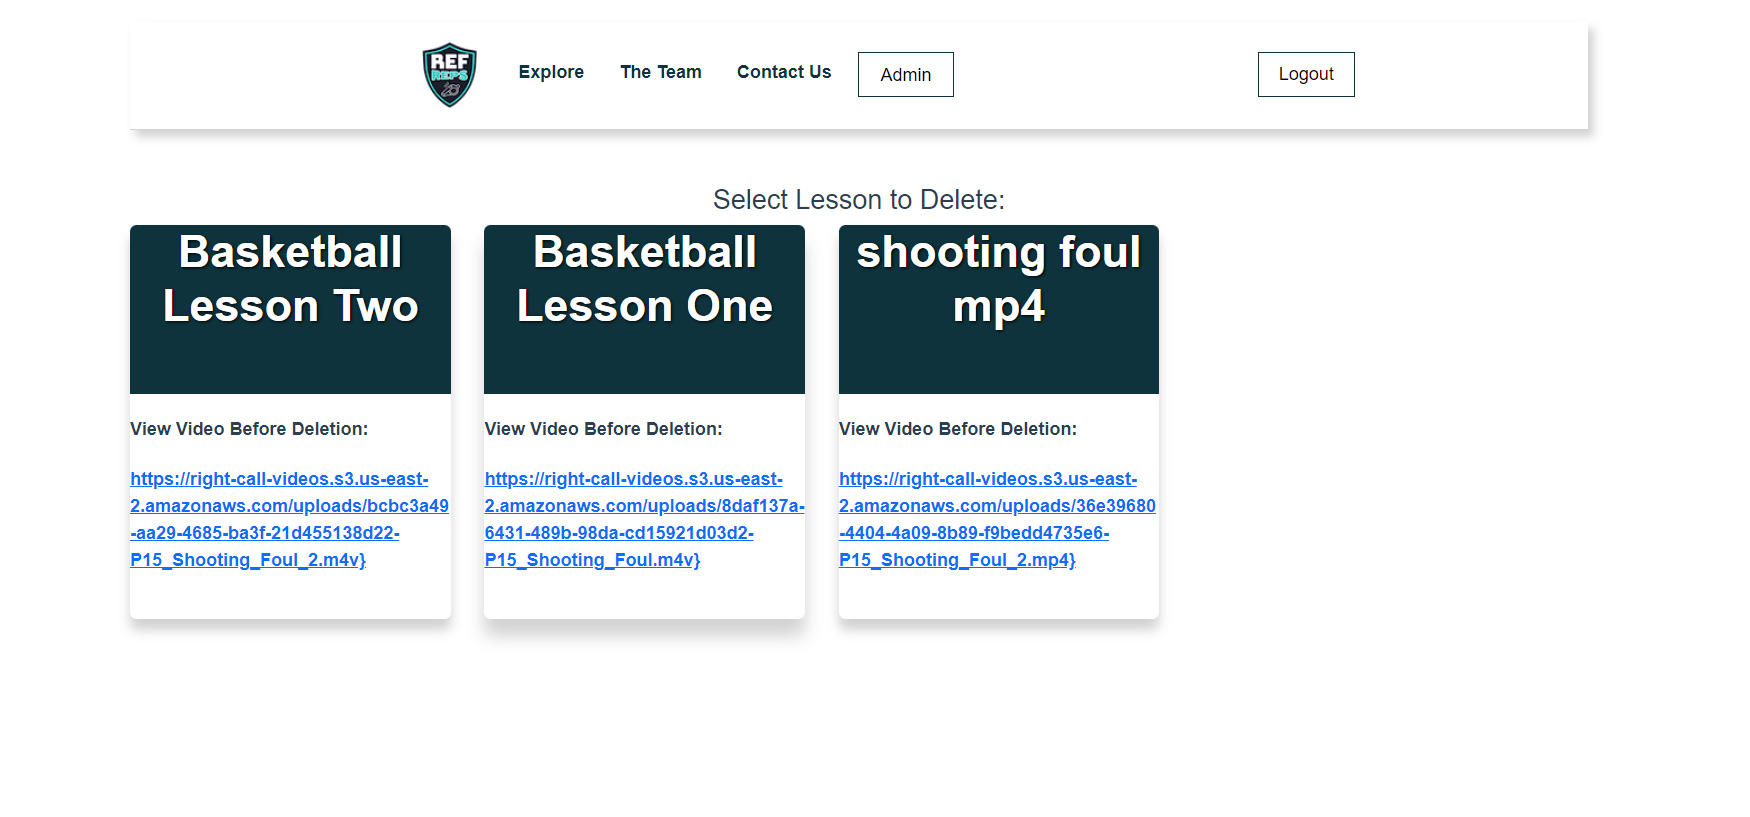 REF
REPS
Explore
The Team
Contact Us
Admin
Logout
Select Lesson to Delete:
Basketball
Lesson Two
View Video Before Deletion:
https://right-call-videos.s3.us-east-
2.amazonaws.com/uploads/bcbc3a49
-aa29-4685-ba3f-21d455138d22-
P15_Shooting_Foul_2.m4v}
Basketball
Lesson One
View Video Before Deletion:
https://right-call-videos.s3.us-east-
2.amazonaws.com/uploads/8daf137a-
6431-489b-98da-cd15921d03d2-
P15_Shooting_Foul.m4v}
shooting foul
mp4
View Video Before Deletion:
https://right-call-videos.s3.us-east-
2.amazonaws.com/uploads/36e39680
-4404-4a09-8b89-f9bedd4735e6-
P15_Shooting_Foul_2.mp4}